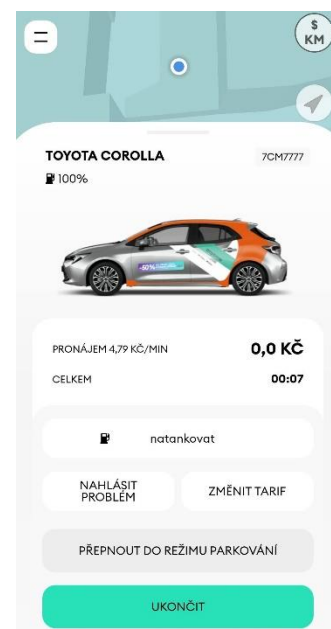 $
KM
TOYOTA COROLLA 7CM7777
100%
-50%
PRONÁJEM 4,79 KČ/MIN 0,0 KČ
CELKEM 00:07
natankovat
NAHLÁSIT
PROBLÉM
ZMĚNIT TARIF
PŘEPNOUT DO REŽIMU PARKOVÁNÍ
UKONČIT